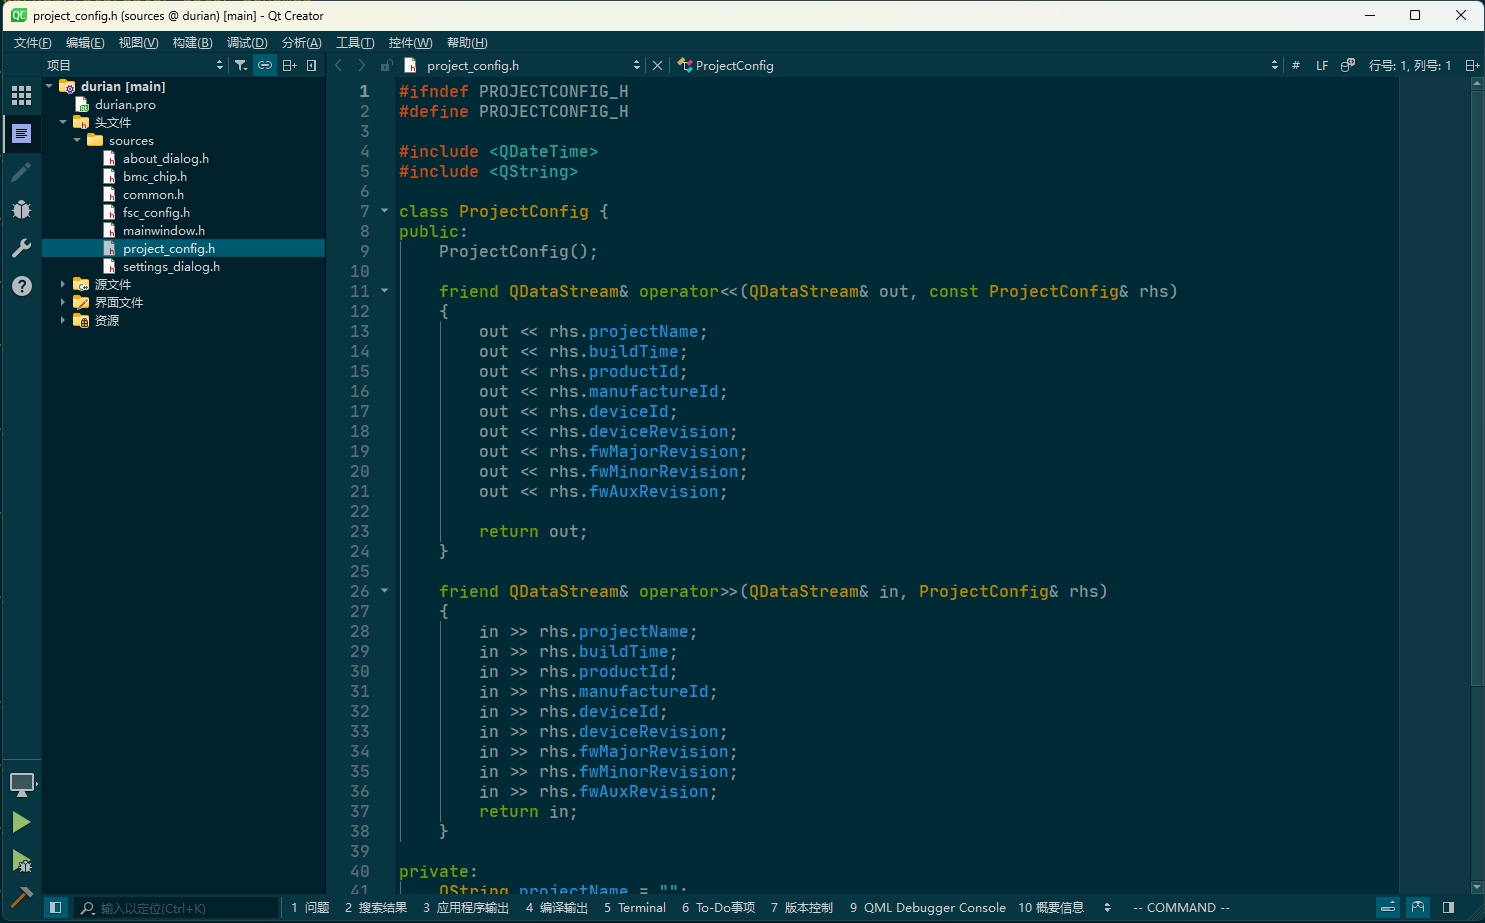 project_config.h (sources @ durian) [main] - Qt Creator
文件(F) 编辑(E) 视图(V) 构建(B) 调试(D) 分析(A) 工具(T) 控件(W) 帮助(H)
项目
project_config.h
ProjectConfig
# LF 行号: 1, 列号: 1
durian [main]
durian.pro
头文件
sources
about_dialog.h
bmc_chip.h
common.h
fsc_config.h
mainwindow.h
project_config.h
settings_dialog.h
源文件
界面文件
资源
1 #ifndef PROJECTCONFIG_H
2 #define PROJECTCONFIG_H
3
4 #include <QDateTime>
5 #include <QString>
6
7 class ProjectConfig {
8 public:
9     ProjectConfig();
10
11     friend QDataStream& operator<<(QDataStream& out, const ProjectConfig& rhs)
12     {
13         out << rhs.projectName;
14         out << rhs.buildTime;
15         out << rhs.productId;
16         out << rhs.manufactureId;
17         out << rhs.deviceId;
18         out << rhs.deviceRevision;
19         out << rhs.fwMajorRevision;
20         out << rhs.fwMinorRevision;
21         out << rhs.fwAuxRevision;
22
23         return out;
24     }
25
26     friend QDataStream& operator>>(QDataStream& in, ProjectConfig& rhs)
27     {
28         in >> rhs.projectName;
29         in >> rhs.buildTime;
30         in >> rhs.productId;
31         in >> rhs.manufactureId;
32         in >> rhs.deviceId;
33         in >> rhs.deviceRevision;
34         in >> rhs.fwMajorRevision;
35         in >> rhs.fwMinorRevision;
36         in >> rhs.fwAuxRevision;
37         return in;
38     }
39
40 private:
41     QString projectName = "";
输入以定位(Ctrl+K) 1 问题 2 搜索结果 3 应用程序输出 4 编译输出 5 Terminal 6 To-Do事项 7 版本控制 9 QML Debugger Console 10 概要信息 -- COMMAND --